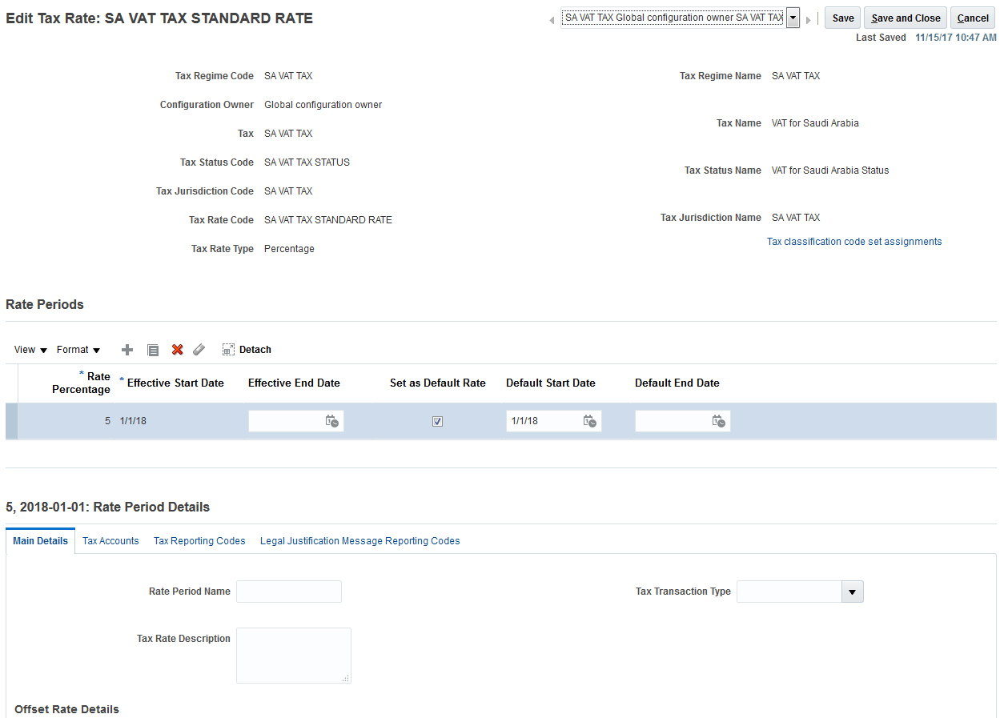 Edit Tax Rate: SA VAT TAX STANDARD RATE
SA VAT TAX Global configuration owner SA VAT TAX
Save
Save and Close
Cancel
Last Saved 11/15/17 10:47 AM
Tax Regime Code SA VAT TAX
Tax Regime Name SA VAT TAX
Configuration Owner Global configuration owner
Tax Name VAT for Saudi Arabia
Tax SA VAT TAX
Tax Status Code SA VAT TAX STATUS
Tax Status Name VAT for Saudi Arabia Status
Tax Jurisdiction Code SA VAT TAX
Tax Jurisdiction Name SA VAT TAX
Tax Rate Code SA VAT TAX STANDARD RATE
Tax classification code set assignments
Tax Rate Type Percentage
Rate Periods
View Format Detach
* Rate Percentage * Effective Start Date Effective End Date Set as Default Rate Default Start Date Default End Date
5 1/1/18 1/1/18
5, 2018-01-01: Rate Period Details
Main Details Tax Accounts Tax Reporting Codes Legal Justification Message Reporting Codes
Rate Period Name Tax Transaction Type
Tax Rate Description
Offset Rate Details